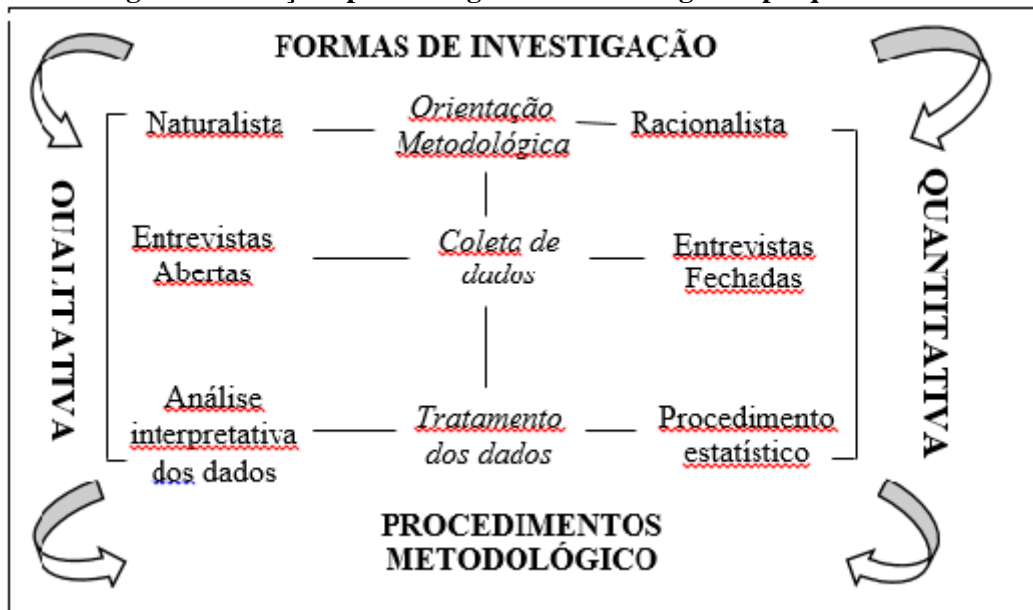 FORMAS DE INVESTIGAÇÃO
Naturalista
Orientação
Metodológica
Racionalista
QUALITATIVA
Entrevistas
Abertas
Coleta de
dados
Entrevistas
Fechadas
QUANTITATIVA
Análise
interpretativa
dos dados
Tratamento
dos dados
Procedimento
estatístico
PROCEDIMENTOS
METODOLÓGICO